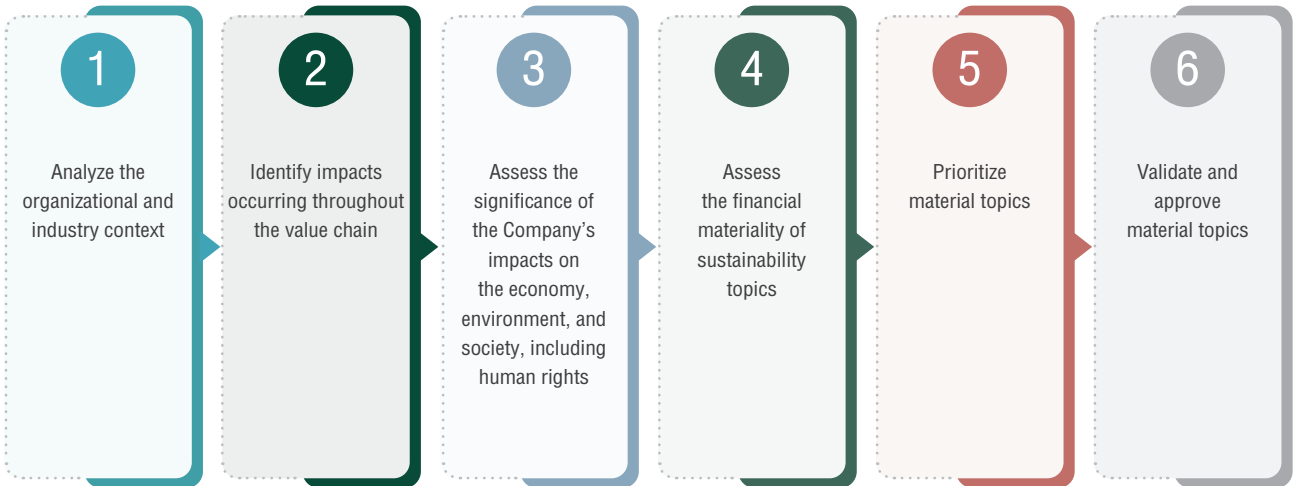 1
Analyze the
organizational and
industry context
2
Identify impacts
occurring throughout
the value chain
3
Assess the
significance of
the Company’s
impacts on
the economy,
environment, and
society, including
human rights
4
Assess
the financial
materiality of
sustainability
topics
5
Prioritize
material topics
6
Validate and
approve
material topics